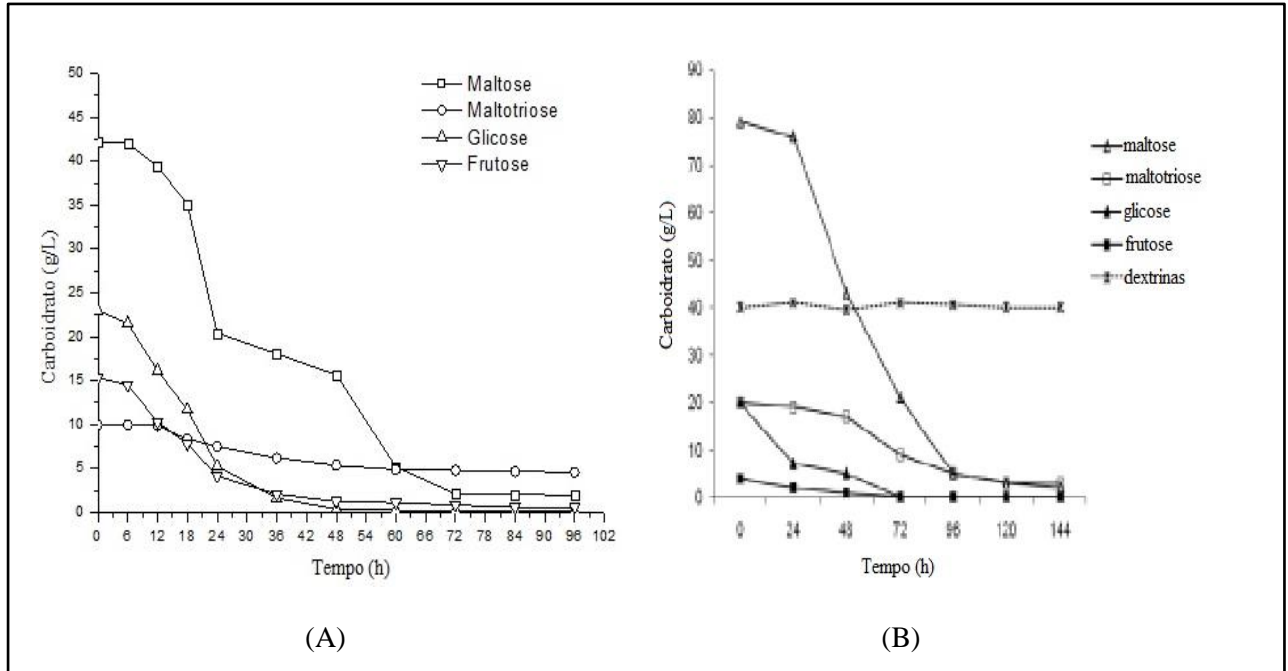 50
45
40
35
30
25
20
15
10
5
0
Carboidrato (g/L)
Maltose
Maltotriose
Glicose
Frutose
0 6 12 18 24 30 36 42 48 54 60 66 72 78 84 90 96 102
Tempo (h)
(A)
90
80
70
60
50
40
30
20
10
0
Carboidrato (g/L)
maltose
maltotriose
glicose
frutose
dextrinas
0 24 48 72 96 120 144
Tempo (h)
(B)